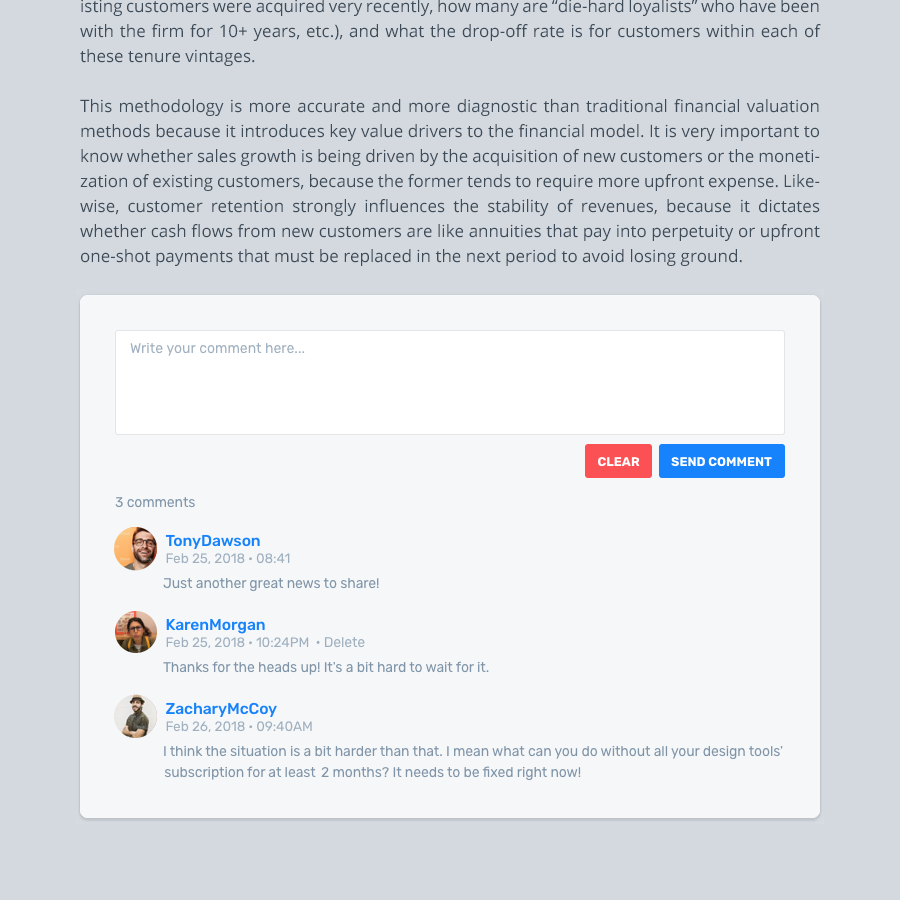 isting customers were acquired very recently, how many are “die-hard loyalists” who have been
with the firm for 10+ years, etc.), and what the drop-off rate is for customers within each of
these tenure vintages.
This methodology is more accurate and more diagnostic than traditional financial valuation
methods because it introduces key value drivers to the financial model. It is very important to
know whether sales growth is being driven by the acquisition of new customers or the moneti-
zation of existing customers, because the former tends to require more upfront expense. Like-
wise, customer retention strongly influences the stability of revenues, because it dictates
whether cash flows from new customers are like annuities that pay into perpetuity or upfront
one-shot payments that must be replaced in the next period to avoid losing ground.
Write your comment here...
CLEAR SEND COMMENT
3 comments
TonyDawson
Feb 25, 2018 • 08:41
Just another great news to share!
KarenMorgan
Feb 25, 2018 • 10:24PM • Delete
Thanks for the heads up! It's a bit hard to wait for it.
ZacharyMcCoy
Feb 26, 2018 • 09:40AM
I think the situation is a bit harder than that. I mean what can you do without all your design tools'
subscription for at least 2 months? It needs to be fixed right now!